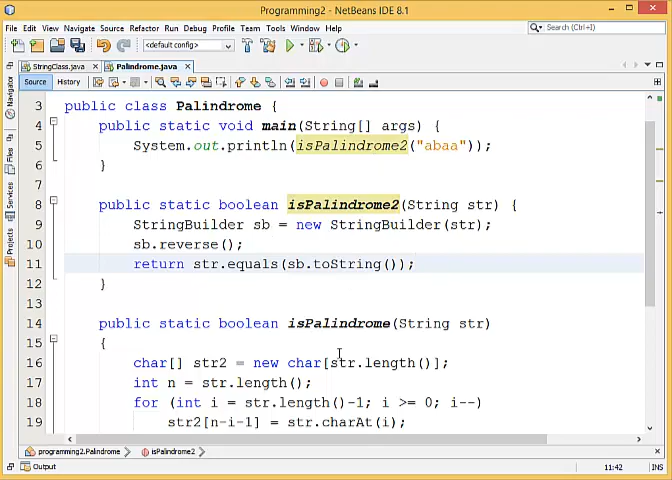 Programming2 - NetBeans IDE 8.1
File Edit View Navigate Source Refactor Run Debug Profile Team Tools Window Help
Search (Ctrl+I)
<default config>
StringClass.java Palindrome.java
Source History
Navigator
Files
Services
Projects
3 public class Palindrome {
4 public static void main(String[] args) {
5 System.out.println(isPalindrome2("abaa"));
6 }
7
8 public static boolean isPalindrome2(String str) {
9 StringBuilder sb = new StringBuilder(str);
10 sb.reverse();
11 return str.equals(sb.toString());
12 }
13
14 public static boolean isPalindrome(String str)
15 {
16 char[] str2 = new char[str.length()];
17 int n = str.length();
18 for (int i = str.length()-1; i >= 0; i--)
19 str2[n-i-1] = str.charAt(i);
programming2.Palindrome isPalindrome2
Output
11:42 INS